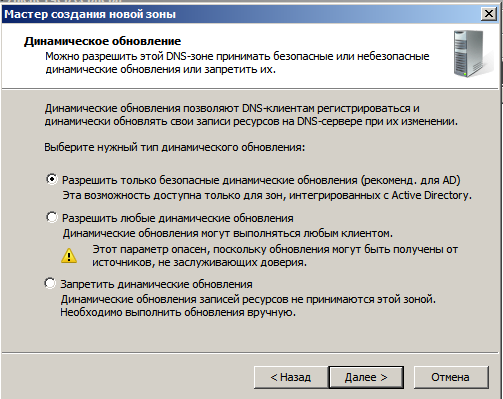 Мастер создания новой зоны
Динамическое обновление
Можно разрешить этой DNS-зоне принимать безопасные или небезопасные
динамические обновления или запретить их.
Динамические обновления позволяют DNS-клиентам регистрироваться и
динамически обновлять свои записи ресурсов на DNS-сервере при их изменении.
Выберите нужный тип динамического обновления:
Разрешить только безопасные динамические обновления (рекоменд. для AD)
Эта возможность доступна только для зон, интегрированных с Active Directory.
Разрешить любые динамические обновления
Динамические обновления могут выполняться любым клиентом.
Этот параметр опасен, поскольку обновления могут быть получены от
источников, не заслуживающих доверия.
Запретить динамические обновления
Динамические обновления записей ресурсов не принимаются этой зоной.
Необходимо выполнить обновления вручную.
< Назад Далее > Отмена